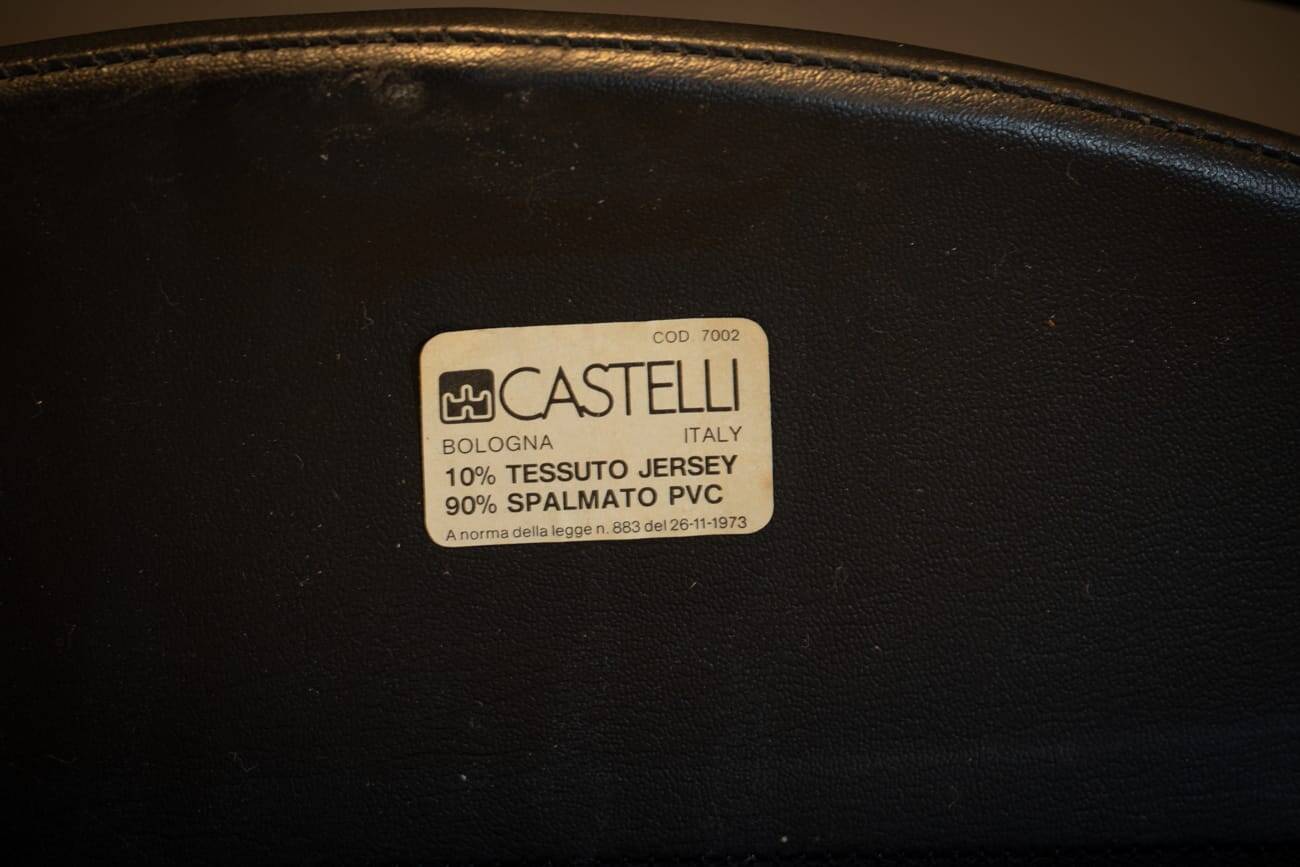 COD 7002
CASTELLI
BOLOGNA ITALY
10% TESSUTO JERSEY
90% SPALMATO PVC
A norma della legge n. 883 del 26-11-1973